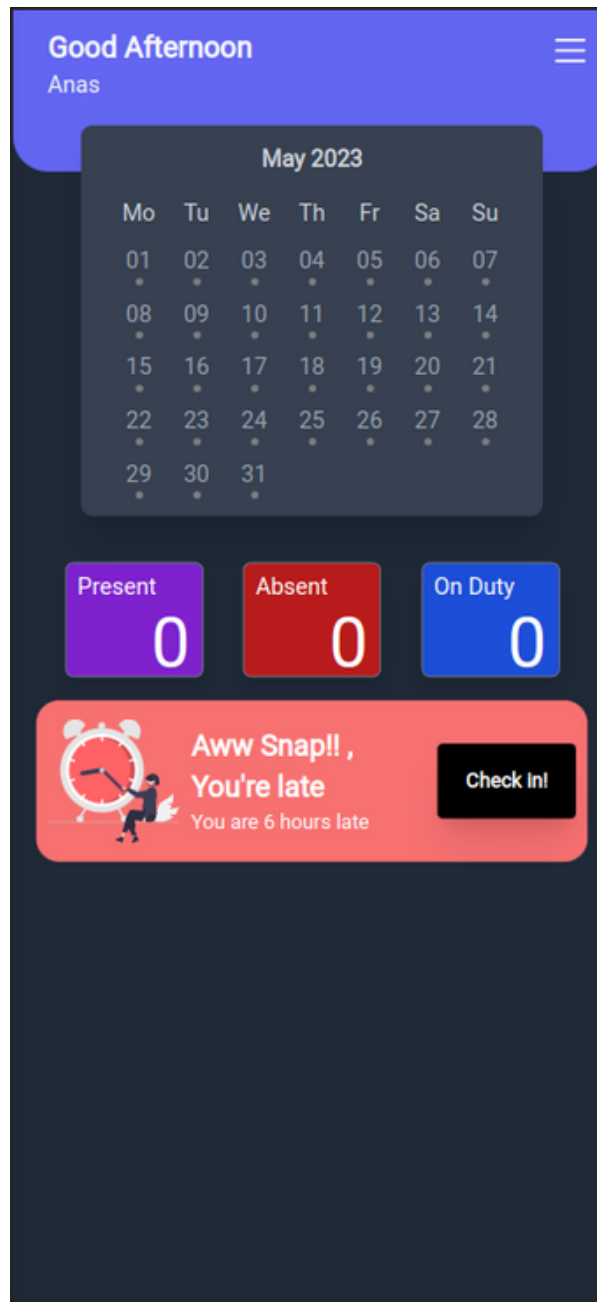 Good Afternoon
Anas
May 2023
Mo Tu We Th Fr Sa Su
01 02 03 04 05 06 07
08 09 10 11 12 13 14
15 16 17 18 19 20 21
22 23 24 25 26 27 28
29 30 31
Present Absent On Duty
0 0 0
Aww Snap!! ,
You're late
You are 6 hours late
Check In!